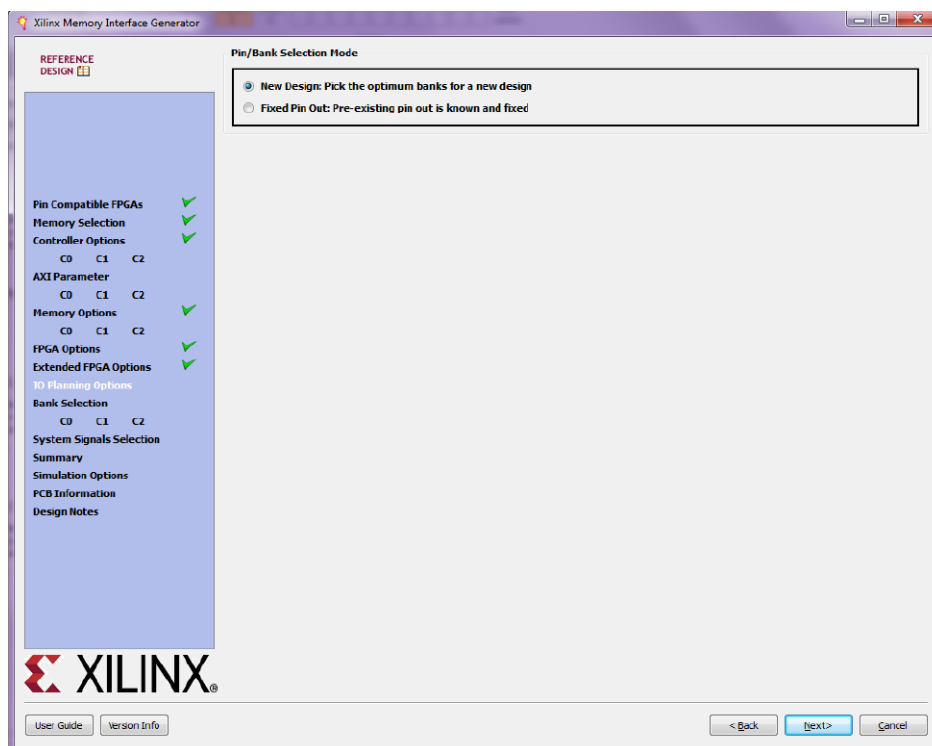 Xilinx Memory Interface Generator
REFERENCE
DESIGN
Pin/Bank Selection Mode
New Design: Pick the optimum banks for a new design
Fixed Pin Out: Pre-existing pin out is known and fixed
Pin Compatible FPGAs
Memory Selection
Controller Options
C0 C1 C2
AXI Parameter
C0 C1 C2
Memory Options
C0 C1 C2
FPGA Options
Extended FPGA Options
IO Planning Options
Bank Selection
C0 C1 C2
System Signals Selection
Summary
Simulation Options
PCB Information
Design Notes
XILINX®
User Guide Version Info < Back Next> Cancel